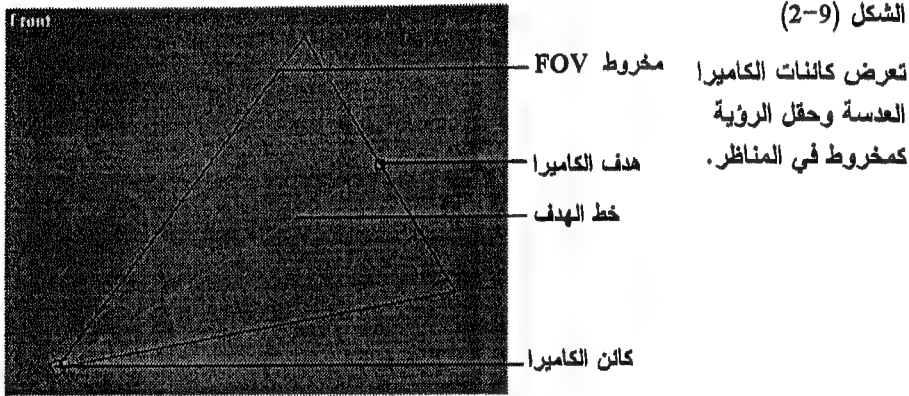 الشكل (9-2)
تعرض كائنات الكاميرا
العدسة وحقل الرؤية
كمخروط في المناظر.
Front
مخروط FOV
هدف الكاميرا
خط الهدف
كائن الكاميرا